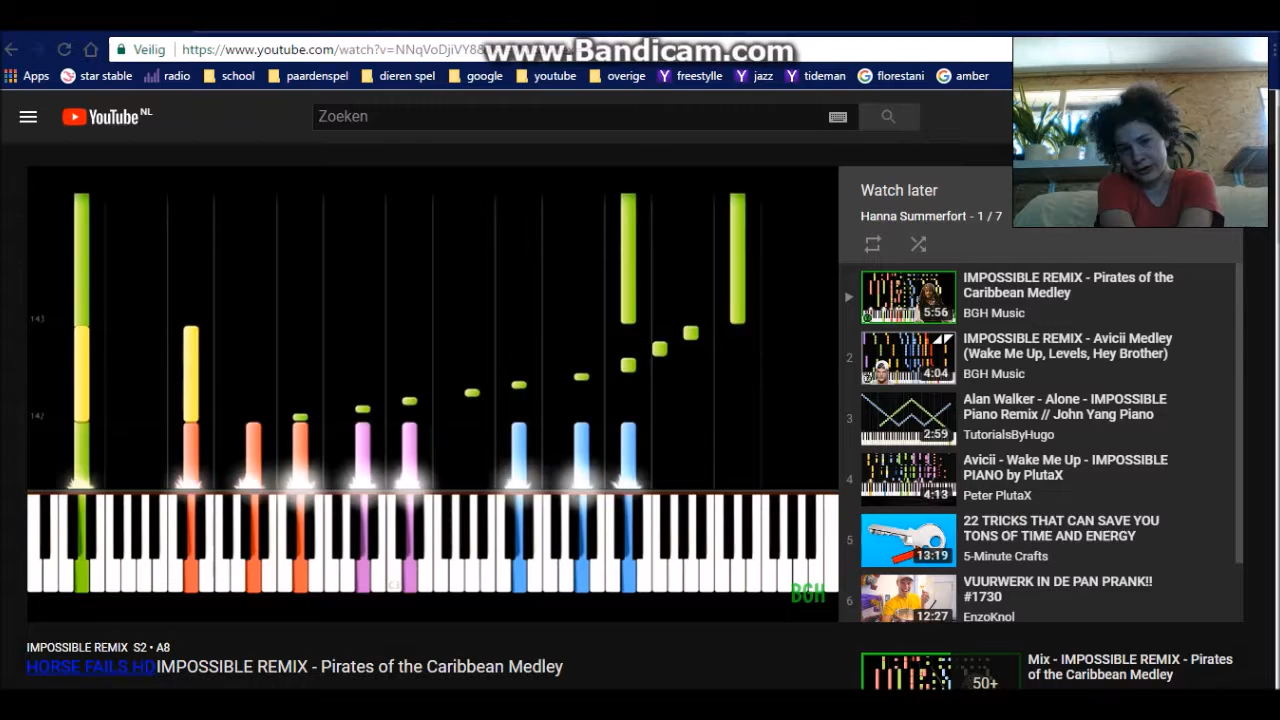 www.Bandicam.com
Veilig https://www.youtube.com/watch?v=NNqVoDjiVY8&
Apps star stable radio school paardenspel dieren spel google youtube overige freestylle jazz tideman florestani amber
YouTube NL
Zoeken
Watch later
Hanna Summerfort - 1 / 7
143
142
BGH
IMPOSSIBLE REMIX - Pirates of the
Caribbean Medley
BGH Music
5:56
2
IMPOSSIBLE REMIX - Avicii Medley
(Wake Me Up, Levels, Hey Brother)
BGH Music
4:04
3
Alan Walker - Alone - IMPOSSIBLE
Piano Remix // John Yang Piano
TutorialsByHugo
2:59
4
Avicii - Wake Me Up - IMPOSSIBLE
PIANO by PlutaX
Peter PlutaX
4:13
5
22 TRICKS THAT CAN SAVE YOU
TONS OF TIME AND ENERGY
5-Minute Crafts
13:19
6
VUURWERK IN DE PAN PRANK!!
#1730
EnzoKnol
12:27
IMPOSSIBLE REMIX S2 • A8
HORSE FAILS HDIMPOSSIBLE REMIX - Pirates of the Caribbean Medley
50+
Mix - IMPOSSIBLE REMIX - Pirates
of the Caribbean Medley